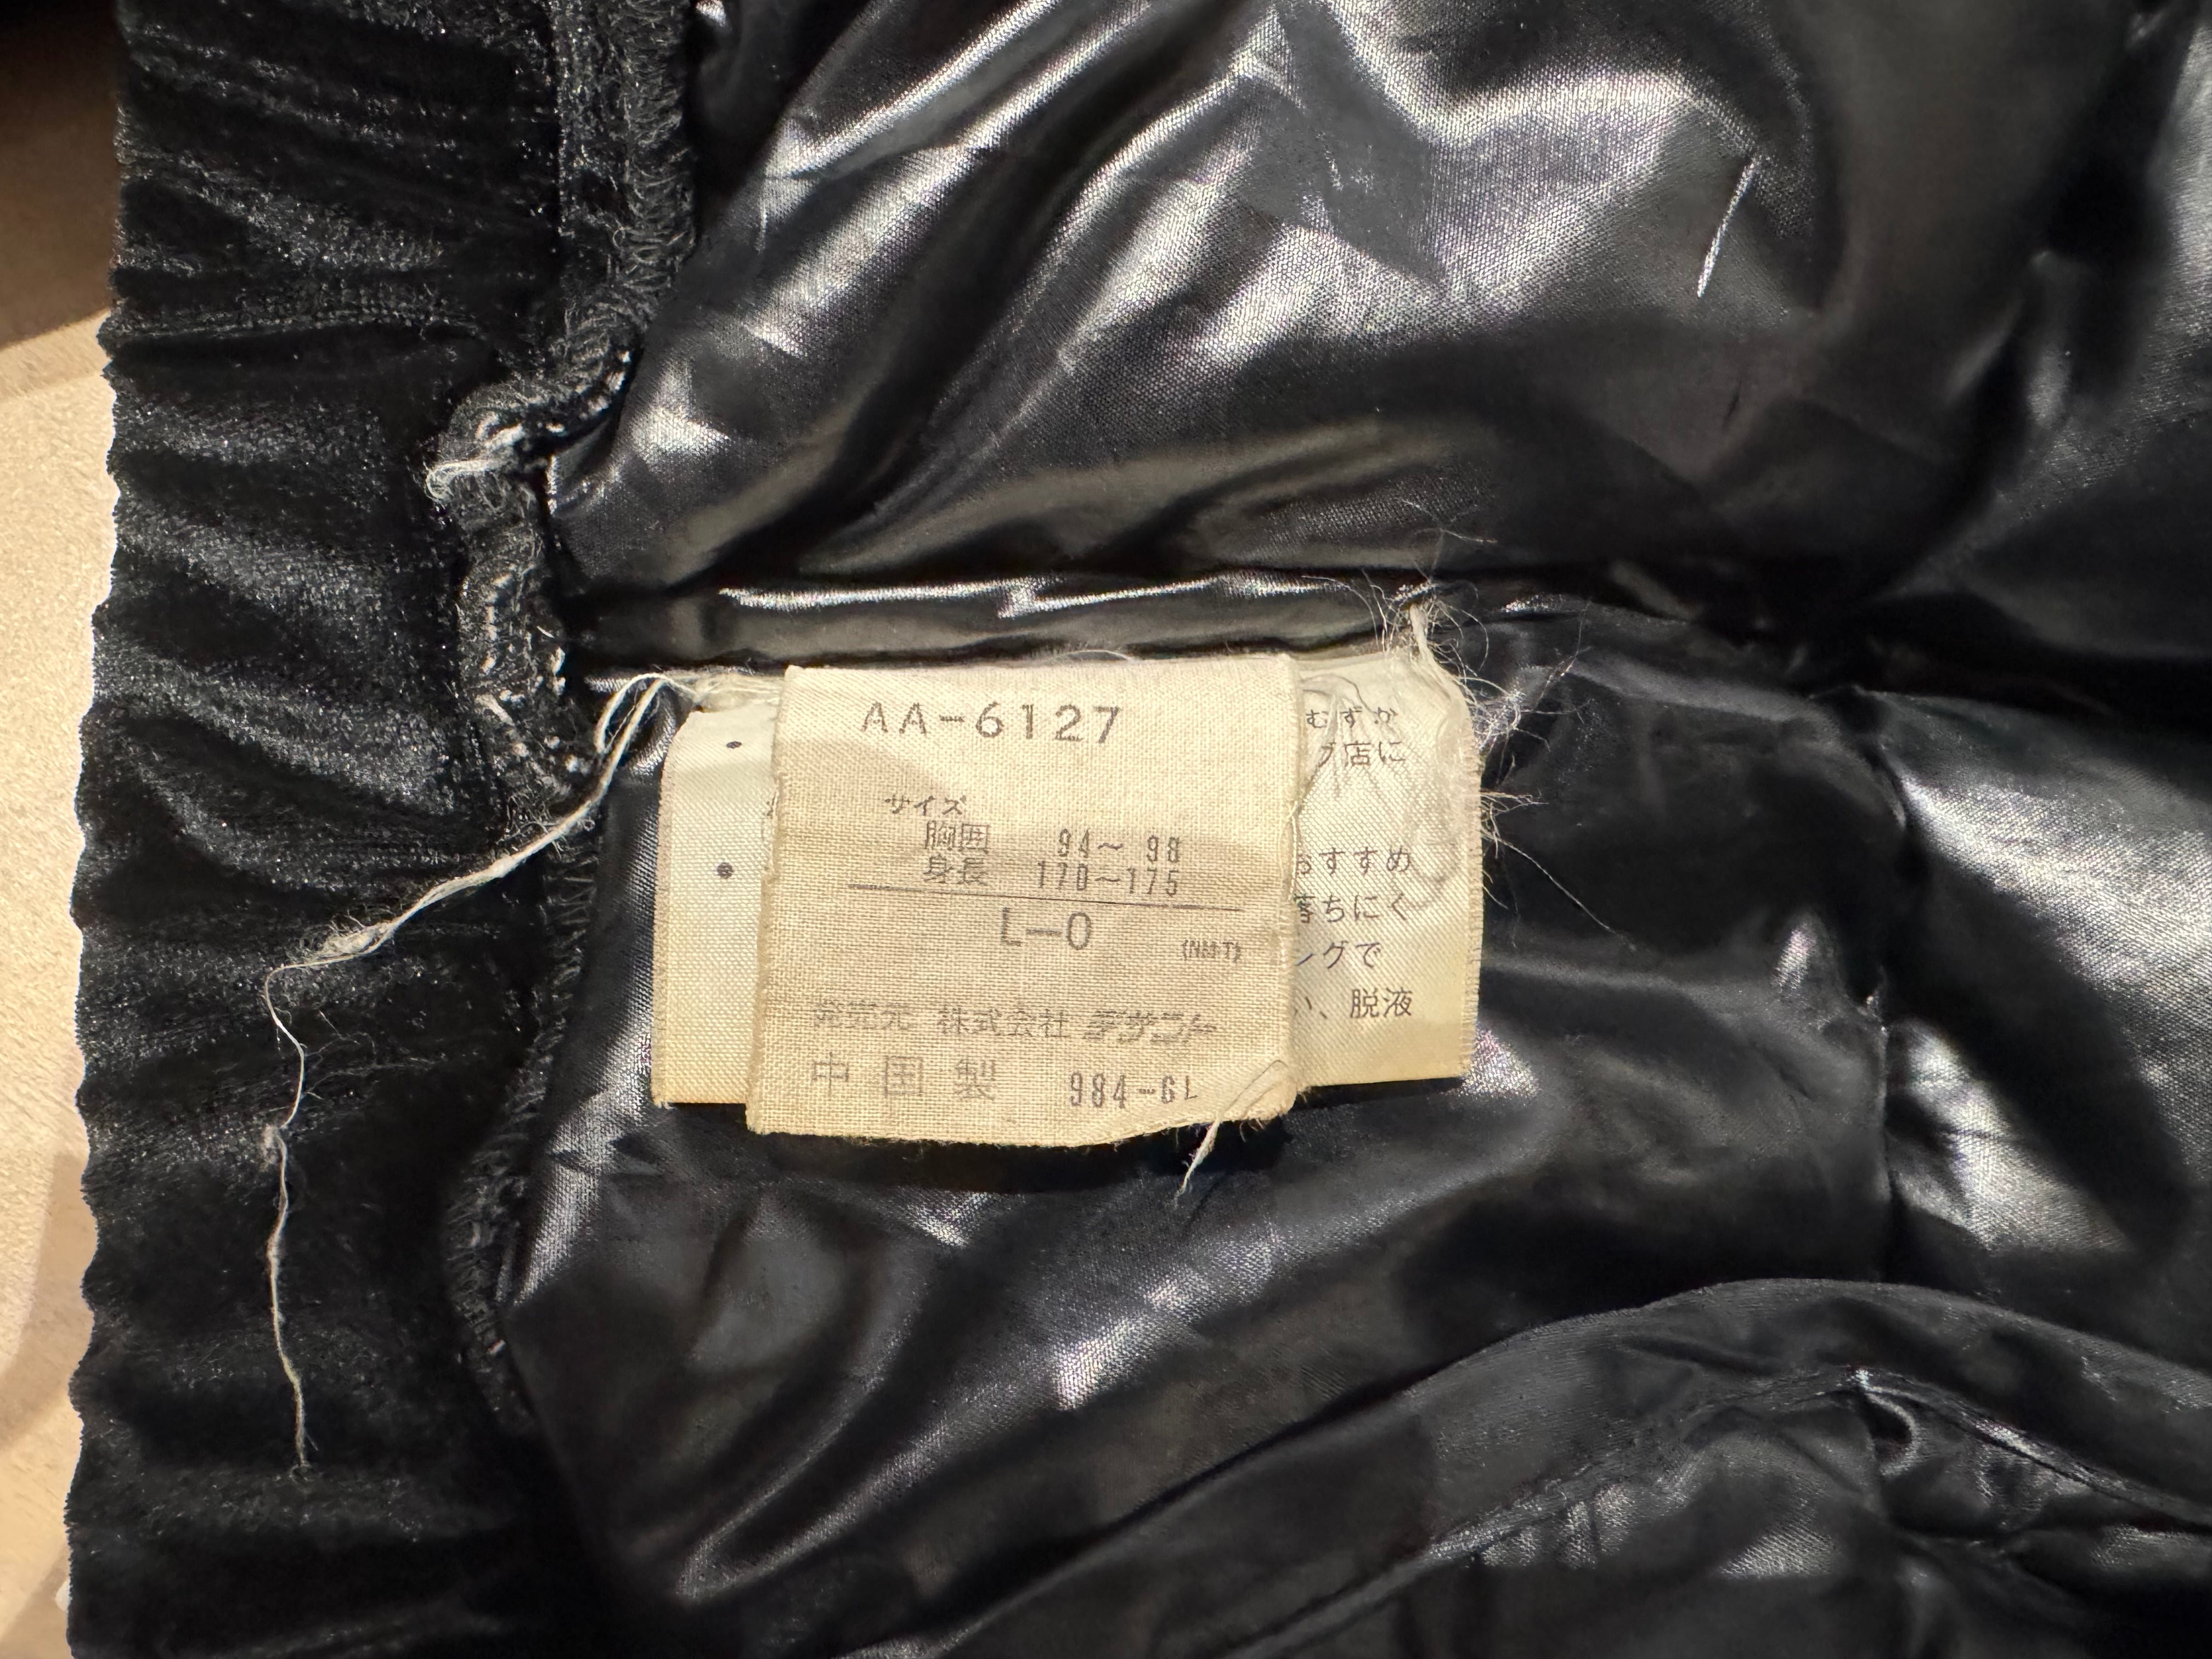 AA-6127
サイズ
胸囲 94～98
身長 170～175
L-O
(NM-T)
発売元 株式会社デサント
中国製 984-6L
・
むずか
店に
・
おすすめ
落ちにく
ングで
い、脱液